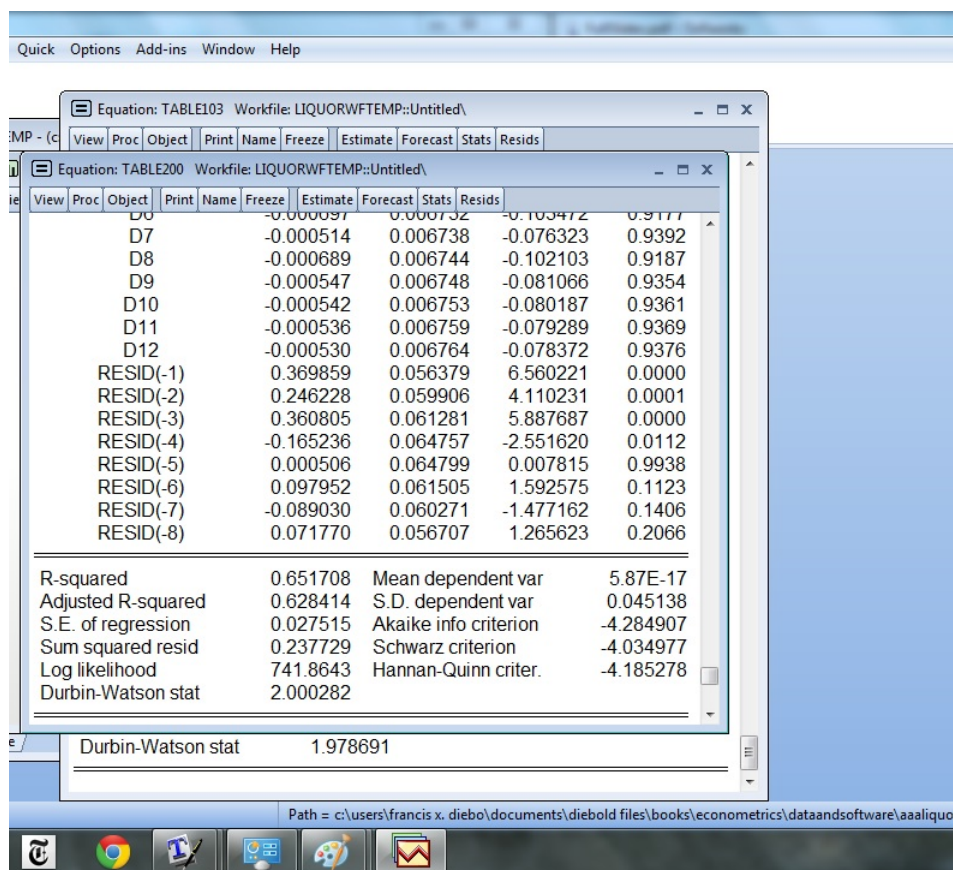 Quick Options Add-ins Window Help
Equation: TABLE103 Workfile: LIQUORWFTEMP::Untitled\
EMP - (c
View Proc Object Print Name Freeze Estimate Forecast Stats Resids
Equation: TABLE200 Workfile: LIQUORWFTEMP::Untitled\
View Proc Object Print Name Freeze Estimate Forecast Stats Resids
D6 -0.000697 0.006732 -0.103472 0.9177
D7 -0.000514 0.006738 -0.076323 0.9392
D8 -0.000689 0.006744 -0.102103 0.9187
D9 -0.000547 0.006748 -0.081066 0.9354
D10 -0.000542 0.006753 -0.080187 0.9361
D11 -0.000536 0.006759 -0.079289 0.9369
D12 -0.000530 0.006764 -0.078372 0.9376
RESID(-1) 0.369859 0.056379 6.560221 0.0000
RESID(-2) 0.246228 0.059906 4.110231 0.0001
RESID(-3) 0.360805 0.061281 5.887687 0.0000
RESID(-4) -0.165236 0.064757 -2.551620 0.0112
RESID(-5) 0.000506 0.064799 0.007815 0.9938
RESID(-6) 0.097952 0.061505 1.592575 0.1123
RESID(-7) -0.089030 0.060271 -1.477162 0.1406
RESID(-8) 0.071770 0.056707 1.265623 0.2066
R-squared 0.651708 Mean dependent var 5.87E-17
Adjusted R-squared 0.628414 S.D. dependent var 0.045138
S.E. of regression 0.027515 Akaike info criterion -4.284907
Sum squared resid 0.237729 Schwarz criterion -4.034977
Log likelihood 741.8643 Hannan-Quinn criter. -4.185278
Durbin-Watson stat 2.000282
Durbin-Watson stat 1.978691
Path = c:\users\francis x. diebo\documents\diebold files\books\econometrics\dataandsoftware\aaaliquo